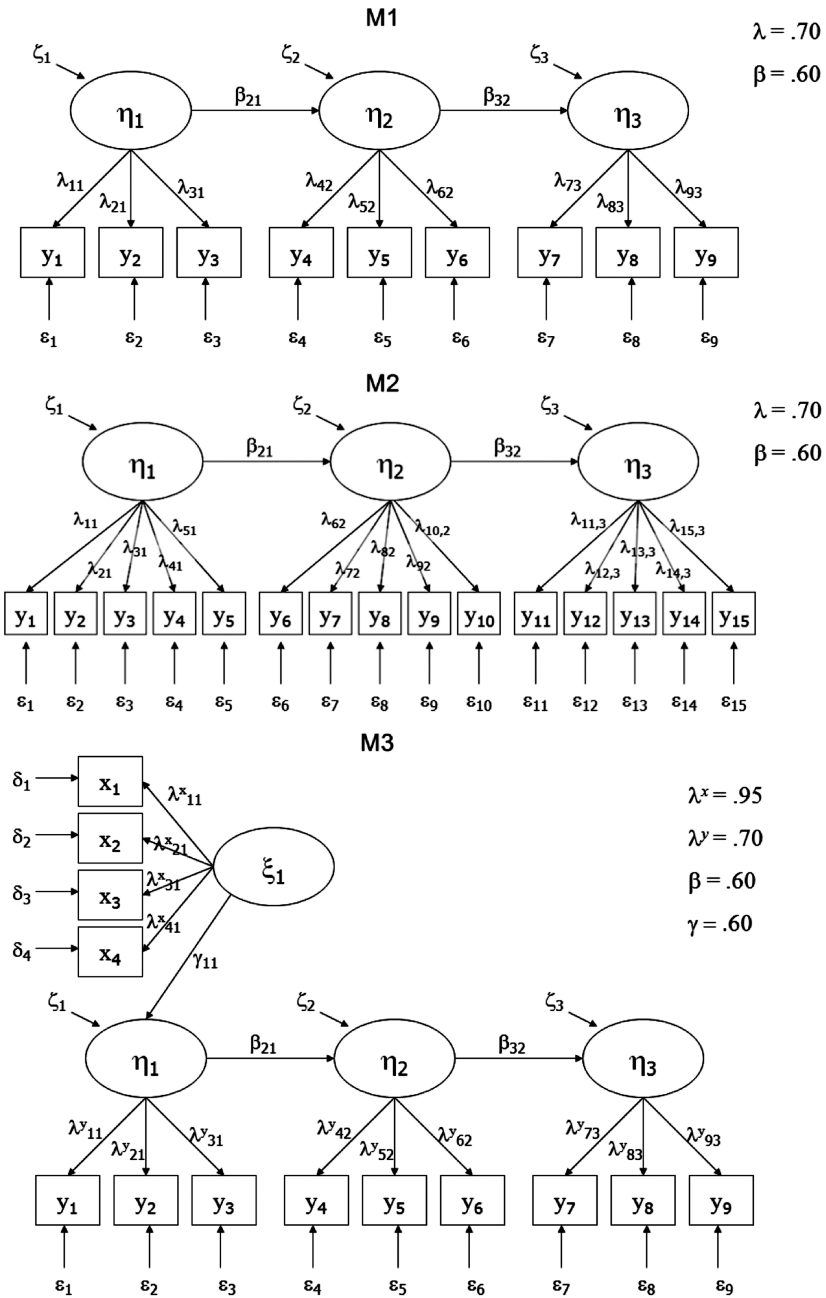 M1
λ = .70
β = .60
ζ1 ζ2 ζ3
η1 β21 η2 β32 η3
λ11 λ21 λ31 λ42 λ52 λ62 λ73 λ83 λ93
y1 y2 y3 y4 y5 y6 y7 y8 y9
ε1 ε2 ε3 ε4 ε5 ε6 ε7 ε8 ε9
M2
λ = .70
β = .60
ζ1 ζ2 ζ3
η1 β21 η2 β32 η3
λ11 λ21 λ31 λ41 λ51 λ62 λ72 λ82 λ92 λ10,2 λ11,3 λ12,3 λ13,3 λ14,3 λ15,3
y1 y2 y3 y4 y5 y6 y7 y8 y9 y10 y11 y12 y13 y14 y15
ε1 ε2 ε3 ε4 ε5 ε6 ε7 ε8 ε9 ε10 ε11 ε12 ε13 ε14 ε15
M3
δ1 x1 λx11
δ2 x2 λx21
δ3 x3 λx31
δ4 x4 λx41
ξ1
γ11
λx = .95
λy = .70
β = .60
γ = .60
ζ1 ζ2 ζ3
η1 β21 η2 β32 η3
λy11 λy21 λy31 λy42 λy52 λy62 λy73 λy83 λy93
y1 y2 y3 y4 y5 y6 y7 y8 y9
ε1 ε2 ε3 ε4 ε5 ε6 ε7 ε8 ε9